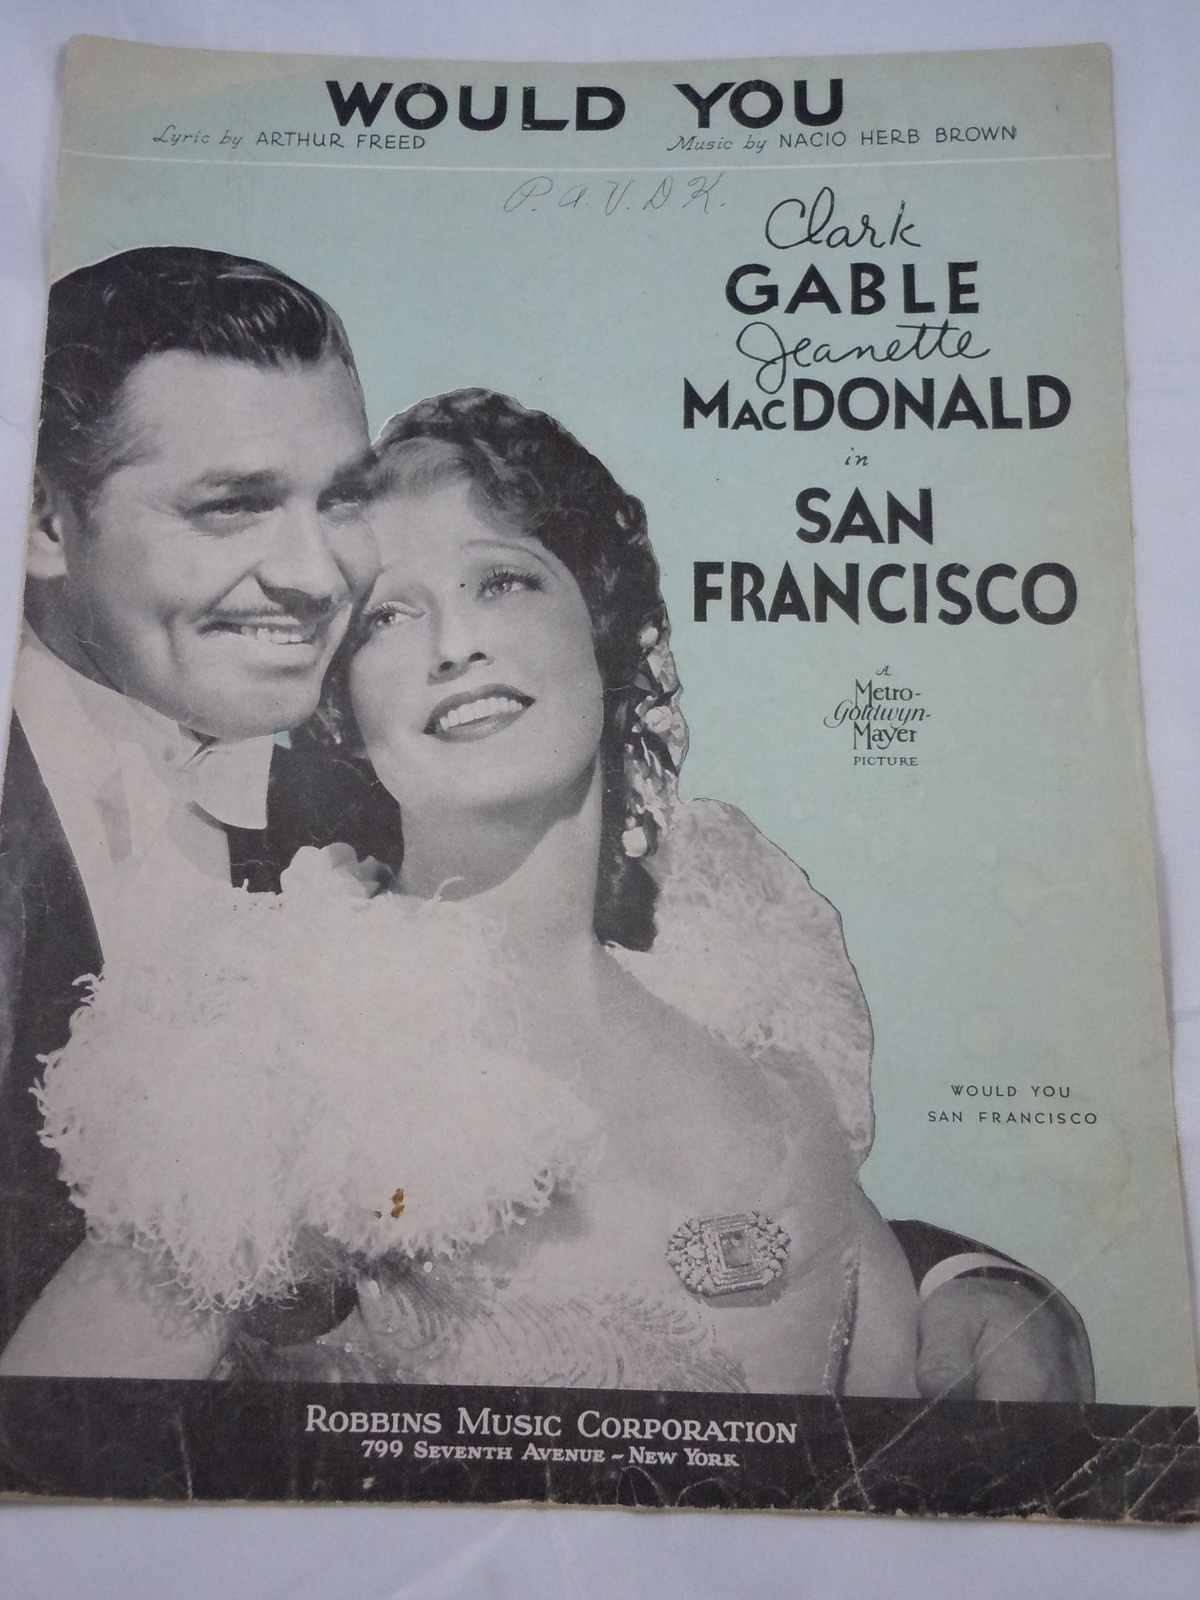 WOULD YOU
Lyric by ARTHUR FREED
Music by NACIO HERB BROWN
P. A. V. D K.
Clark
GABLE
Jeanette
MACDONALD
in
SAN
FRANCISCO
A
Metro-
Goldwyn-
Mayer
PICTURE
WOULD YOU
SAN FRANCISCO
ROBBINS MUSIC CORPORATION
799 SEVENTH AVENUE - NEW YORK